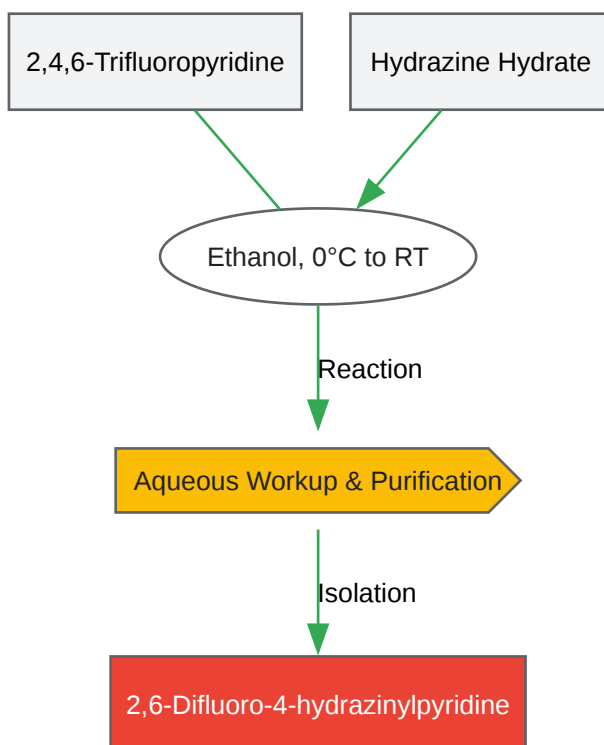 2,4,6-Trifluoropyridine
Hydrazine Hydrate
Ethanol, 0°C to RT
Reaction
Aqueous Workup & Purification
Isolation
2,6-Difluoro-4-hydrazinylpyridine